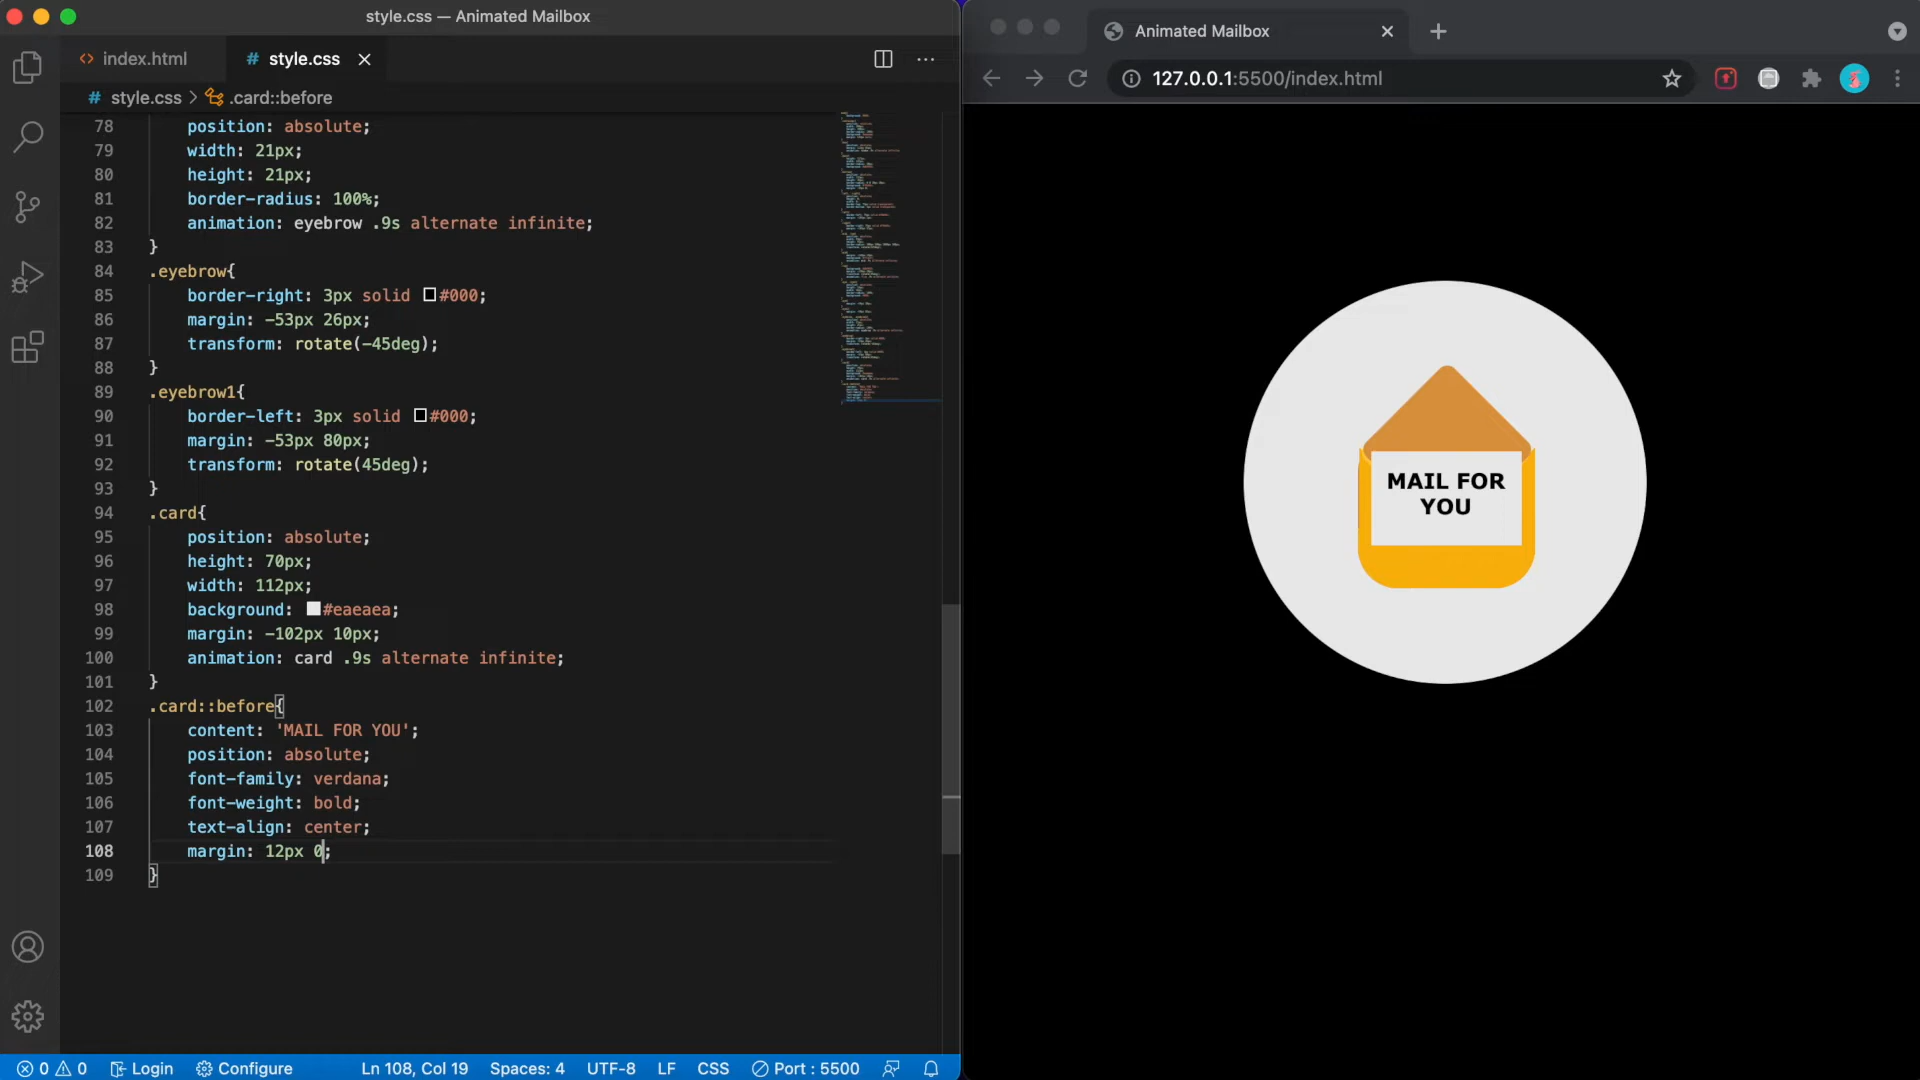 style.css — Animated Mailbox
index.html
# style.css
# style.css > .card::before
78 position: absolute;
79 width: 21px;
80 height: 21px;
81 border-radius: 100%;
82 animation: eyebrow .9s alternate infinite;
83 }
84 .eyebrow{
85 border-right: 3px solid #000;
86 margin: -53px 26px;
87 transform: rotate(-45deg);
88 }
89 .eyebrow1{
90 border-left: 3px solid #000;
91 margin: -53px 80px;
92 transform: rotate(45deg);
93 }
94 .card{
95 position: absolute;
96 height: 70px;
97 width: 112px;
98 background: #eaeaea;
99 margin: -102px 10px;
100 animation: card .9s alternate infinite;
101 }
102 .card::before{
103 content: 'MAIL FOR YOU';
104 position: absolute;
105 font-family: verdana;
106 font-weight: bold;
107 text-align: center;
108 margin: 12px 0;
109 }
0 0 Login Configure Ln 108, Col 19 Spaces: 4 UTF-8 LF CSS Port : 5500
Animated Mailbox
127.0.0.1:5500/index.html
MAIL FOR
YOU